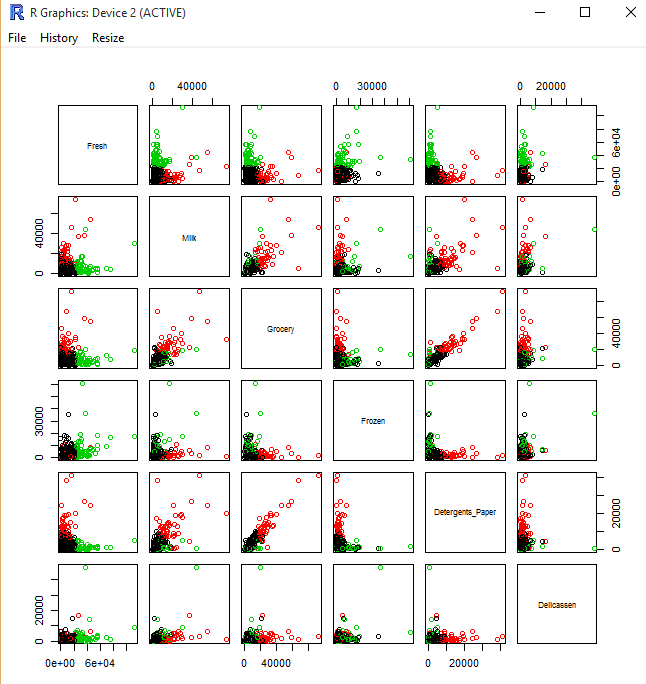 R Graphics: Device 2 (ACTIVE)
File History Resize
0 40000 0 30000 0 20000
Fresh
0e+00 6e+04
Milk
0 40000
Grocery
0 40000
Frozen
0 30000
Detergents_Paper
0 20000
Delicassen
0 20000
0e+00 6e+04 0 40000 0 20000